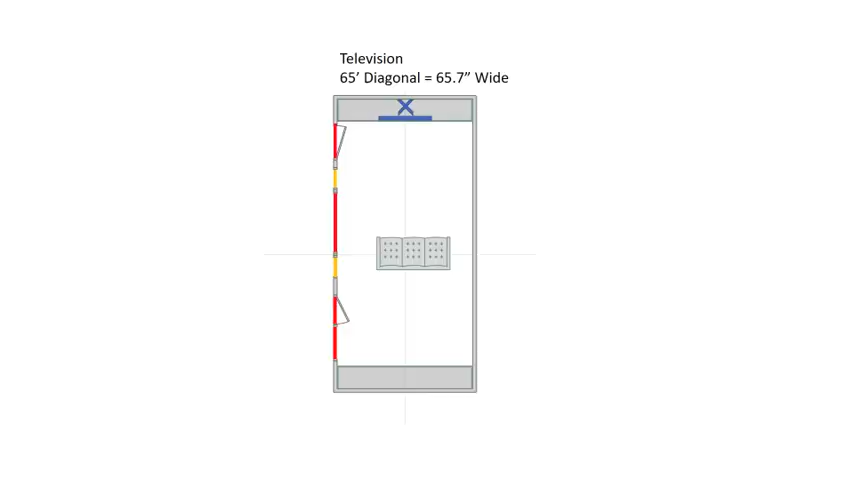 Television
65’ Diagonal = 65.7” Wide